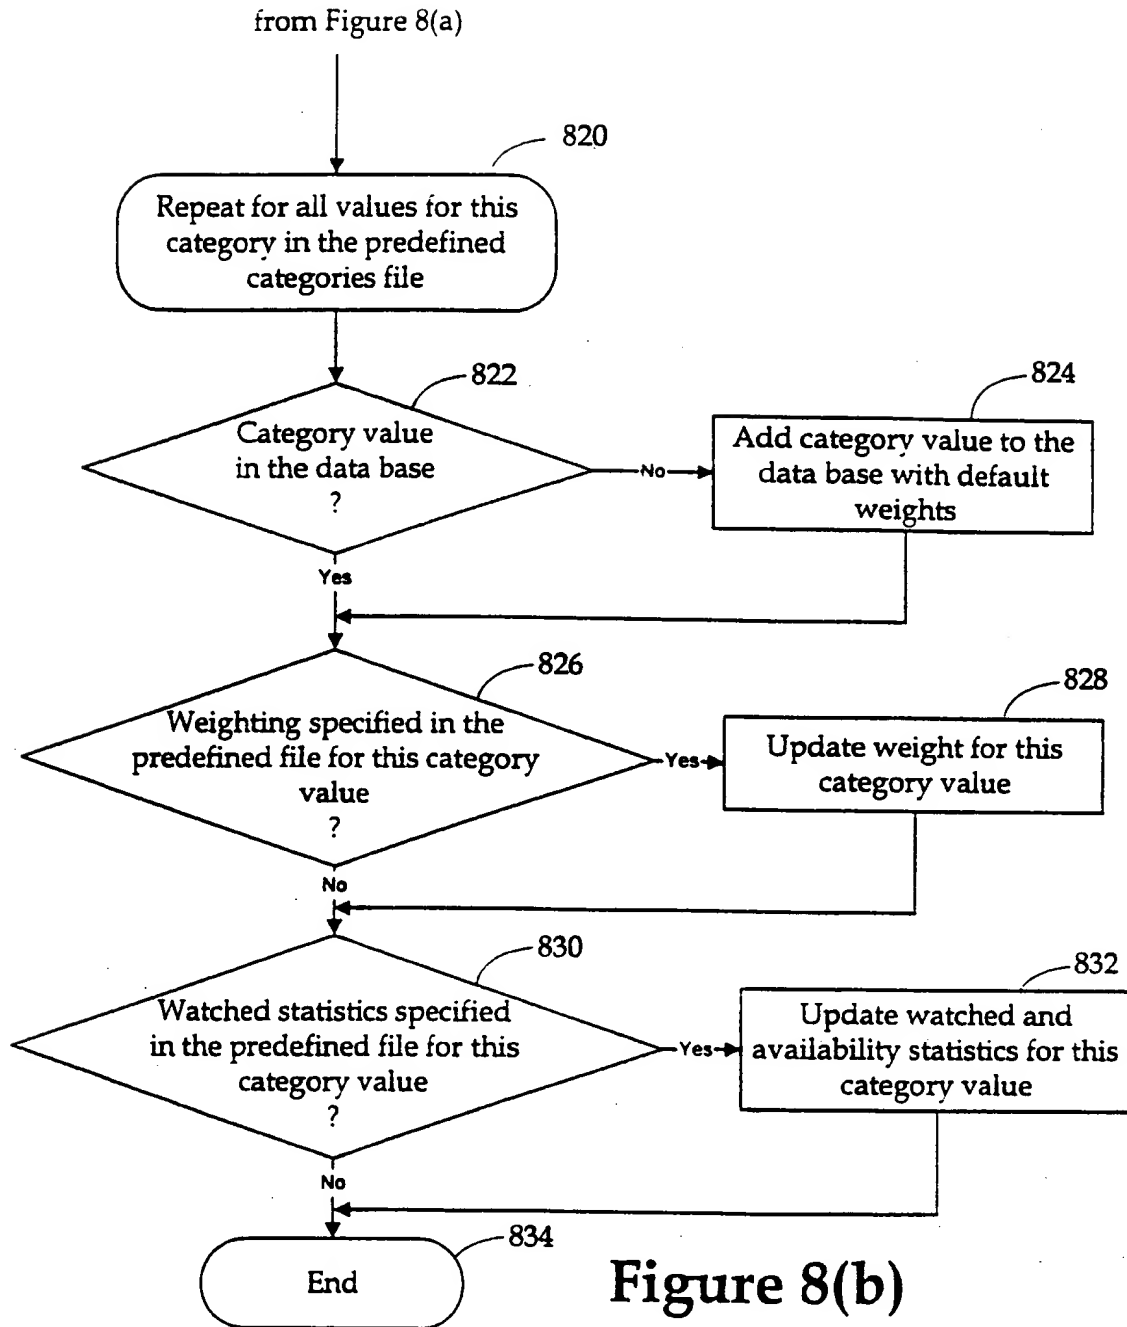 from Figure 8(a)
820
Repeat for all values for this
category in the predefined
categories file
822
Category value
in the data base
?
No
824
Add category value to the
data base with default
weights
Yes
826
Weighting specified in the
predefined file for this category
value
?
Yes
828
Update weight for this
category value
No
830
Watched statistics specified
in the predefined file for this
category value
?
Yes
832
Update watched and
availability statistics for this
category value
No
834
End
Figure 8(b)